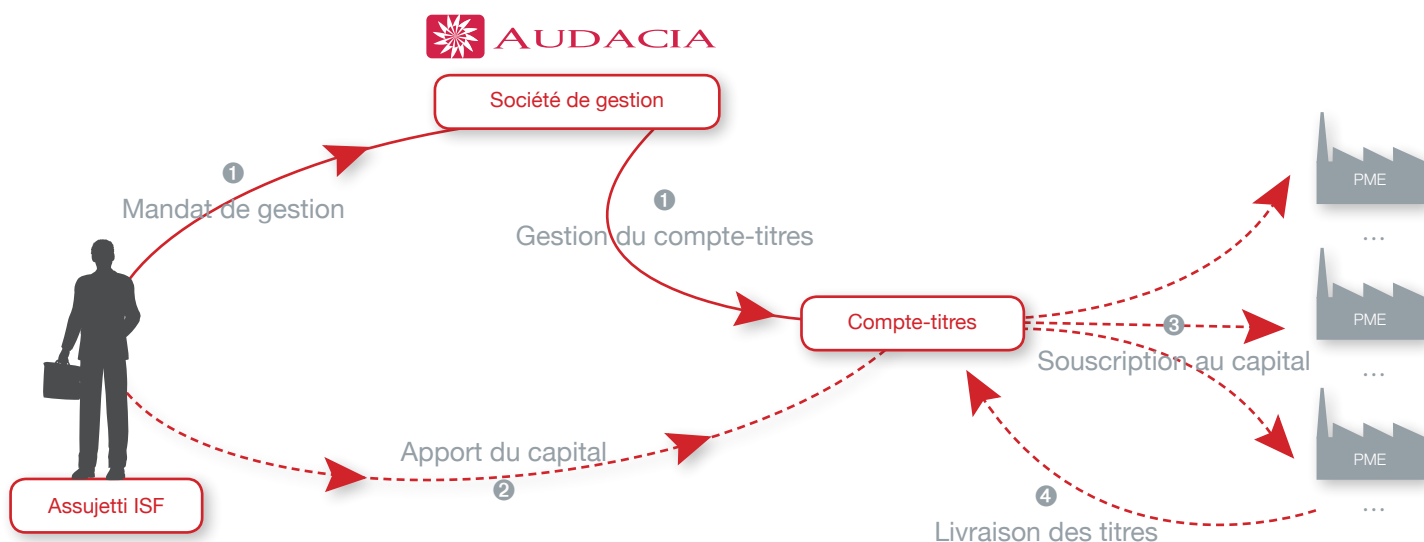 AUDACIA
Société de gestion
1
Mandat de gestion
1
Gestion du compte-titres
PME
...
Compte-titres
3
Souscription au capital
PME
...
Apport du capital
2
PME
...
Assujetti ISF
4
Livraison des titres